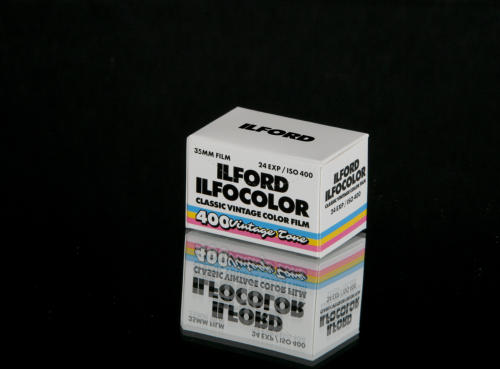 ILFORD
35MM FILM
24 EXP / ISO 400
ILFORD
ILFOCOLOR
CLASSIC VINTAGE COLOR FILM
400 Vintage Tone
ILFORD
ILFOCOLOR
CLASSIC VINTAGE COLOR FILM
24 EXP / ISO 400